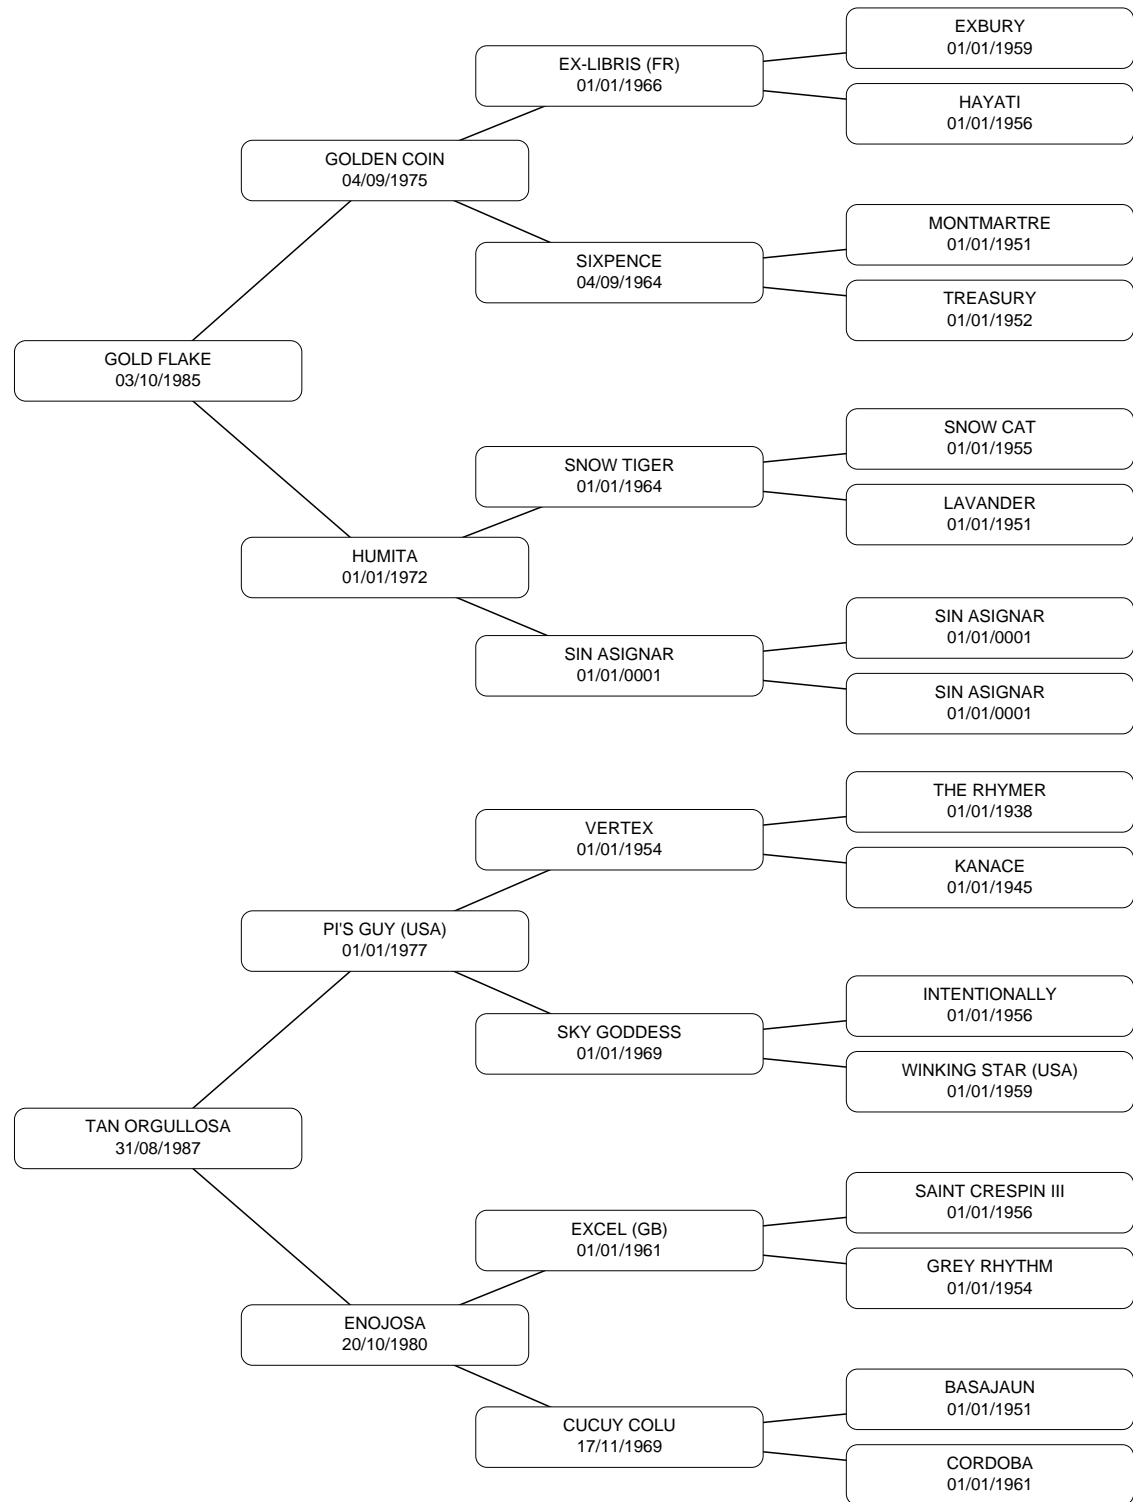 EXBURY
01/01/1959
EX-LIBRIS (FR)
01/01/1966
HAYATI
01/01/1956
GOLDEN COIN
04/09/1975
MONTMARTRE
01/01/1951
SIXPENCE
04/09/1964
TREASURY
01/01/1952
GOLD FLAKE
03/10/1985
SNOW CAT
01/01/1955
SNOW TIGER
01/01/1964
LAVANDER
01/01/1951
HUMITA
01/01/1972
SIN ASIGNAR
01/01/0001
SIN ASIGNAR
01/01/0001
SIN ASIGNAR
01/01/0001
THE RHYMER
01/01/1938
VERTEX
01/01/1954
KANACE
01/01/1945
PI'S GUY (USA)
01/01/1977
INTENTIONALLY
01/01/1956
SKY GODDESS
01/01/1969
WINKING STAR (USA)
01/01/1959
TAN ORGULLOSA
31/08/1987
SAINT CRESPIN III
01/01/1956
EXCEL (GB)
01/01/1961
GREY RHYTHM
01/01/1954
ENOJOSA
20/10/1980
BASAJAUN
01/01/1951
CUCUY COLU
17/11/1969
CORDOBA
01/01/1961